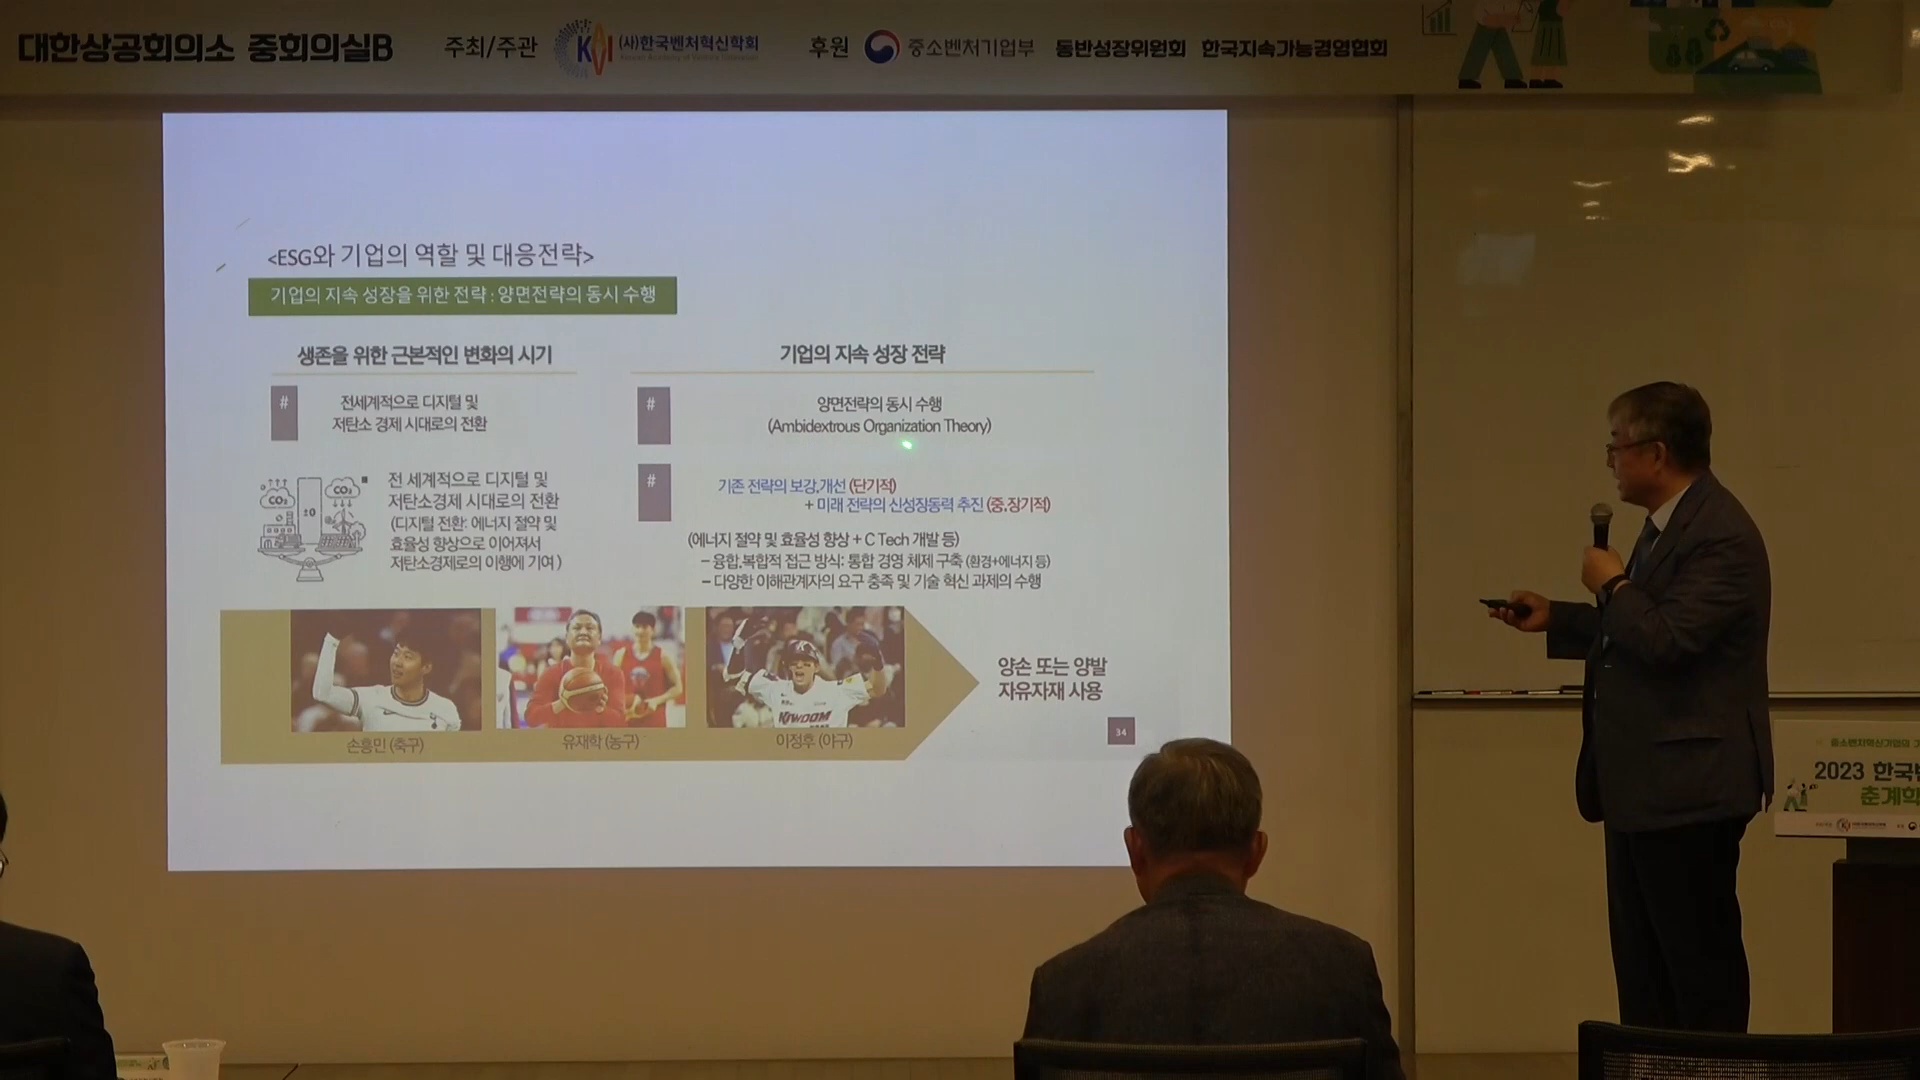 대한상공회의소 중회의실B 주최/주관 KAVI (사)한국벤처혁신학회 후원 중소벤처기업부 동반성장위원회 한국지속가능경영협회
<ESG와 기업의 역할 및 대응전략>
기업의 지속 성장을 위한 전략 : 양면전략의 동시 수행
생존을 위한 근본적인 변화의 시기
#
전세계적으로 디지털 및
저탄소 경제 시대로의 전환
CO₂
CO₂
±0
전 세계적으로 디지털 및
저탄소경제 시대로의 전환
(디지털 전환: 에너지 절약 및
효율성 향상으로 이어져서
저탄소경제로의 이행에 기여)
기업의 지속 성장 전략
#
양면전략의 동시 수행
(Ambidextrous Organization Theory)
#
기존 전략의 보강,개선 (단기적)
+ 미래 전략의 신성장동력 추진 (중,장기적)
(에너지 절약 및 효율성 향상 + C Tech 개발 등)
– 융합,복합적 접근 방식: 통합 경영 체제 구축 (환경+에너지 등)
– 다양한 이해관계자의 요구 충족 및 기술 혁신 과제의 수행
KIWOOM
손흥민 (축구)
유재학 (농구)
이정후 (야구)
양손 또는 양발
자유자재 사용
34
중소벤처혁신기업의
2023 한국
춘계학